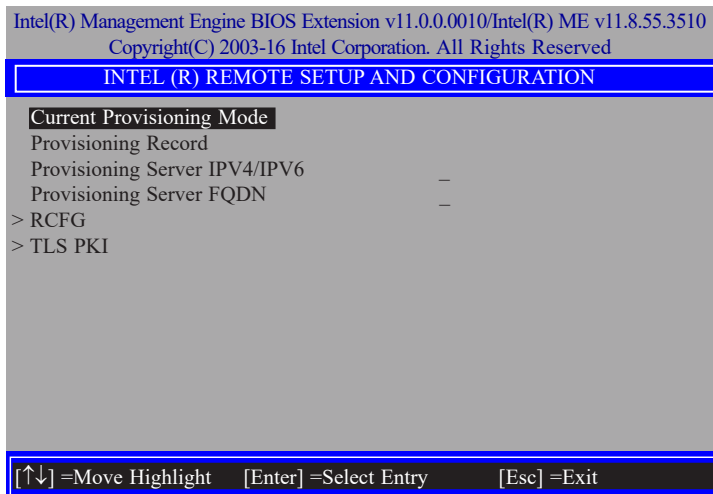 Intel(R) Management Engine BIOS Extension v11.0.0.0010/Intel(R) ME v11.8.55.3510
Copyright(C) 2003-16 Intel Corporation. All Rights Reserved
INTEL (R) REMOTE SETUP AND CONFIGURATION
Current Provisioning Mode
Provisioning Record
Provisioning Server IPV4/IPV6 _
Provisioning Server FQDN _
> RCFG
> TLS PKI
[↑↓] =Move Highlight [Enter] =Select Entry [Esc] =Exit